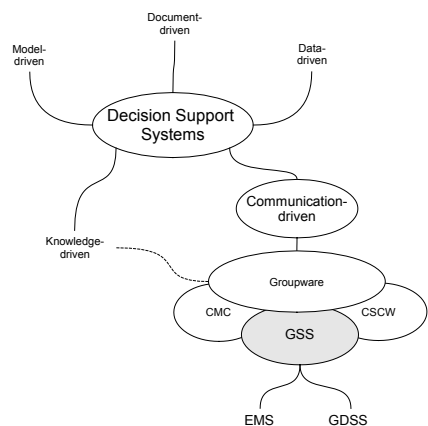 Document-
driven
Model-
driven
Data-
driven
Decision Support
Systems
Communication-
driven
Knowledge-
driven
Groupware
CMC
CSCW
GSS
EMS
GDSS